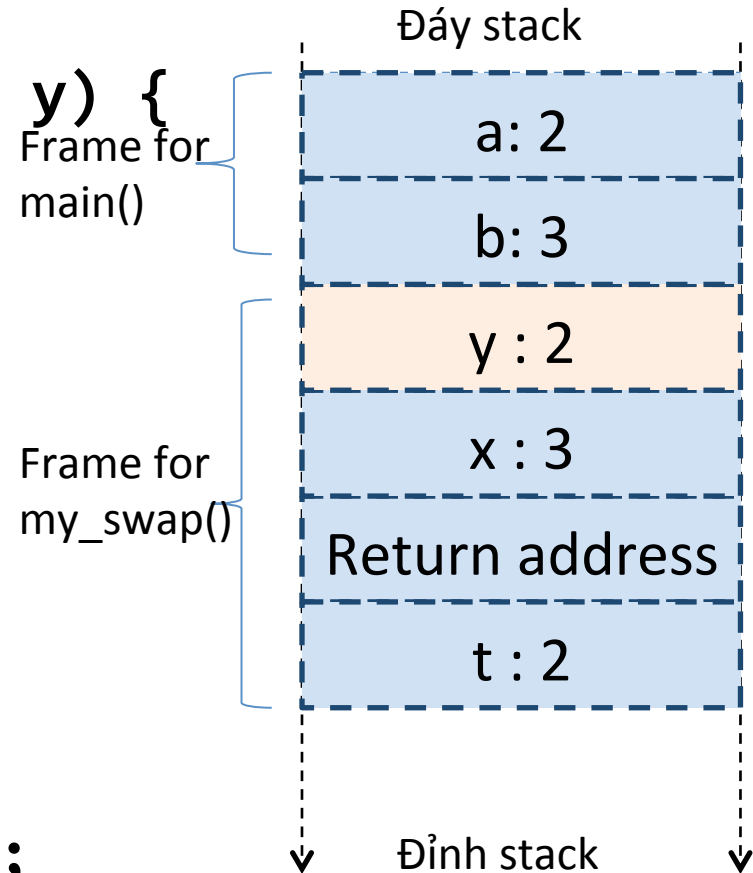 Đáy stack
y) {
Frame for
main()
a: 2
b: 3
y : 2
x : 3
Frame for
my_swap()
Return address
t : 2
;
Đỉnh stack